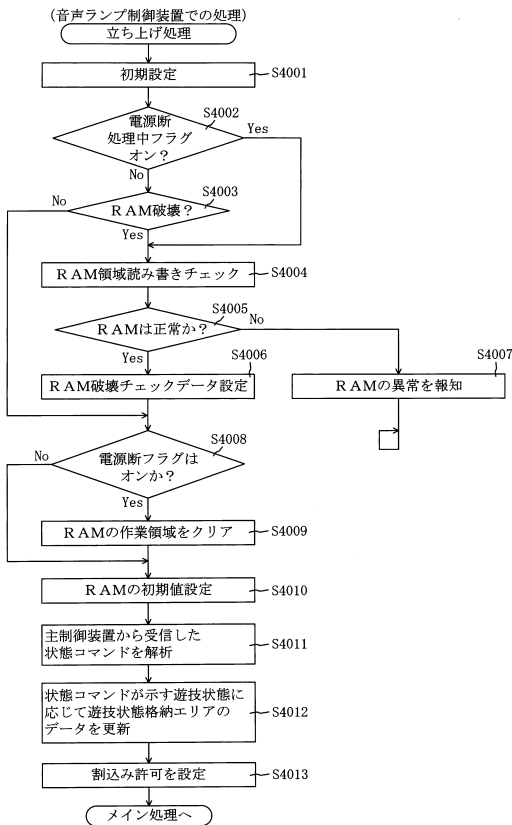 (音声ランプ制御装置での処理)
立ち上げ処理
初期設定
S4001
電源断
処理中フラグ
オン？
S4002
Yes
No
RAM破壊？
S4003
No
Yes
RAM領域読み書きチェック
S4004
RAMは正常か？
S4005
No
Yes
RAM破壊チェックデータ設定
S4006
RAMの異常を報知
S4007
電源断フラグは
オンか？
S4008
No
Yes
RAMの作業領域をクリア
S4009
RAMの初期値設定
S4010
主制御装置から受信した
状態コマンドを解析
S4011
状態コマンドが示す遊技状態に
応じて遊技状態格納エリアの
データを更新
S4012
割込み許可を設定
S4013
メイン処理へ